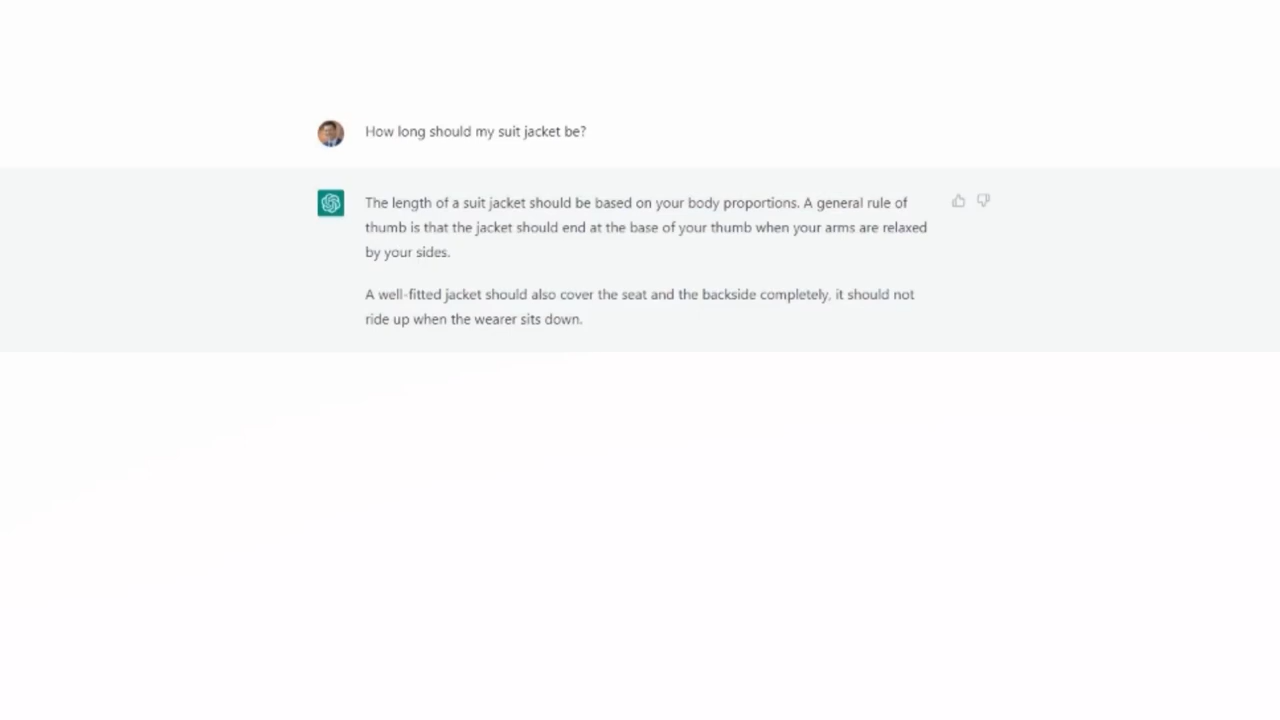 How long should my suit jacket be?
The length of a suit jacket should be based on your body proportions. A general rule of
thumb is that the jacket should end at the base of your thumb when your arms are relaxed
by your sides.
A well-fitted jacket should also cover the seat and the backside completely, it should not
ride up when the wearer sits down.